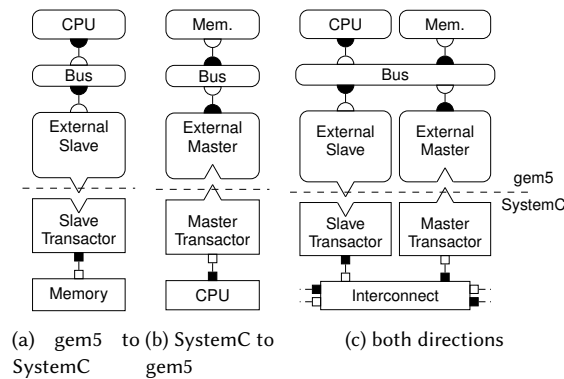 CPU
Bus
External
Slave
Slave
Transactor
Memory
(a) gem5 to
SystemC
Mem.
Bus
External
Master
Master
Transactor
CPU
(b) SystemC to
gem5
CPU
Mem.
Bus
External
Slave
External
Master
gem5
SystemC
Slave
Transactor
Master
Transactor
Interconnect
(c) both directions